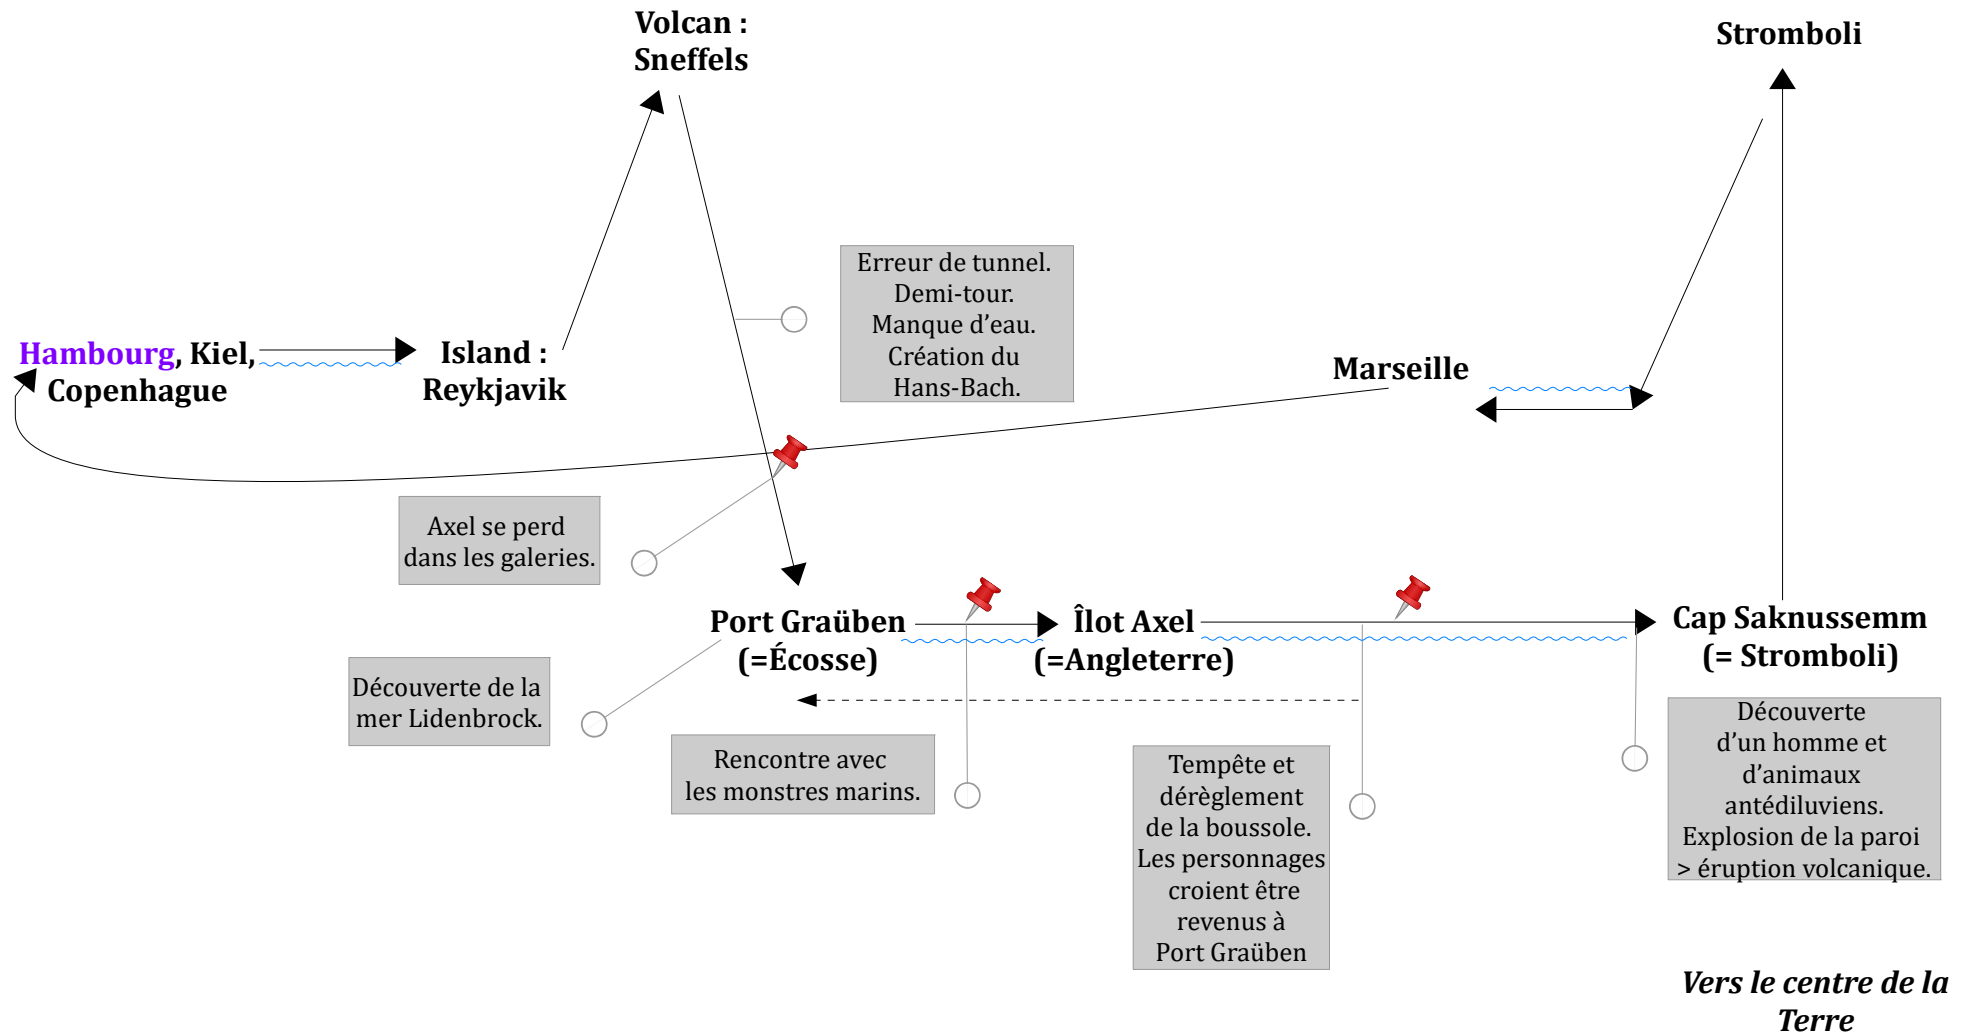 Volcan :
Sneffels
Stromboli
Erreur de tunnel.
Demi-tour.
Manque d’eau.
Création du
Hans-Bach.
Hambourg, Kiel,
Copenhague
Island :
Reykjavik
Marseille
Axel se perd
dans les galeries.
Port Graüben
(=Écosse)
Îlot Axel
(=Angleterre)
Cap Saknussemm
(= Stromboli)
Découverte de la
mer Lidenbrock.
Rencontre avec
les monstres marins.
Tempête et
dérèglement
de la boussole.
Les personnages
croient être
revenus à
Port Graüben
Découverte
d’un homme et
d’animaux
antédiluviens.
Explosion de la paroi
> éruption volcanique.
Vers le centre de la
Terre